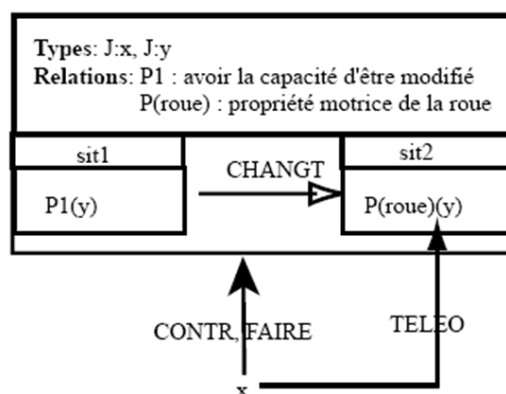 Types: J:x, J:y
Relations: P1 : avoir la capacité d'être modifié
P(roue) : propriété motrice de la roue
sit1
sit2
CHANGT
P1(y)
P(roue)(y)
CONTR, FAIRE
TELEO
x